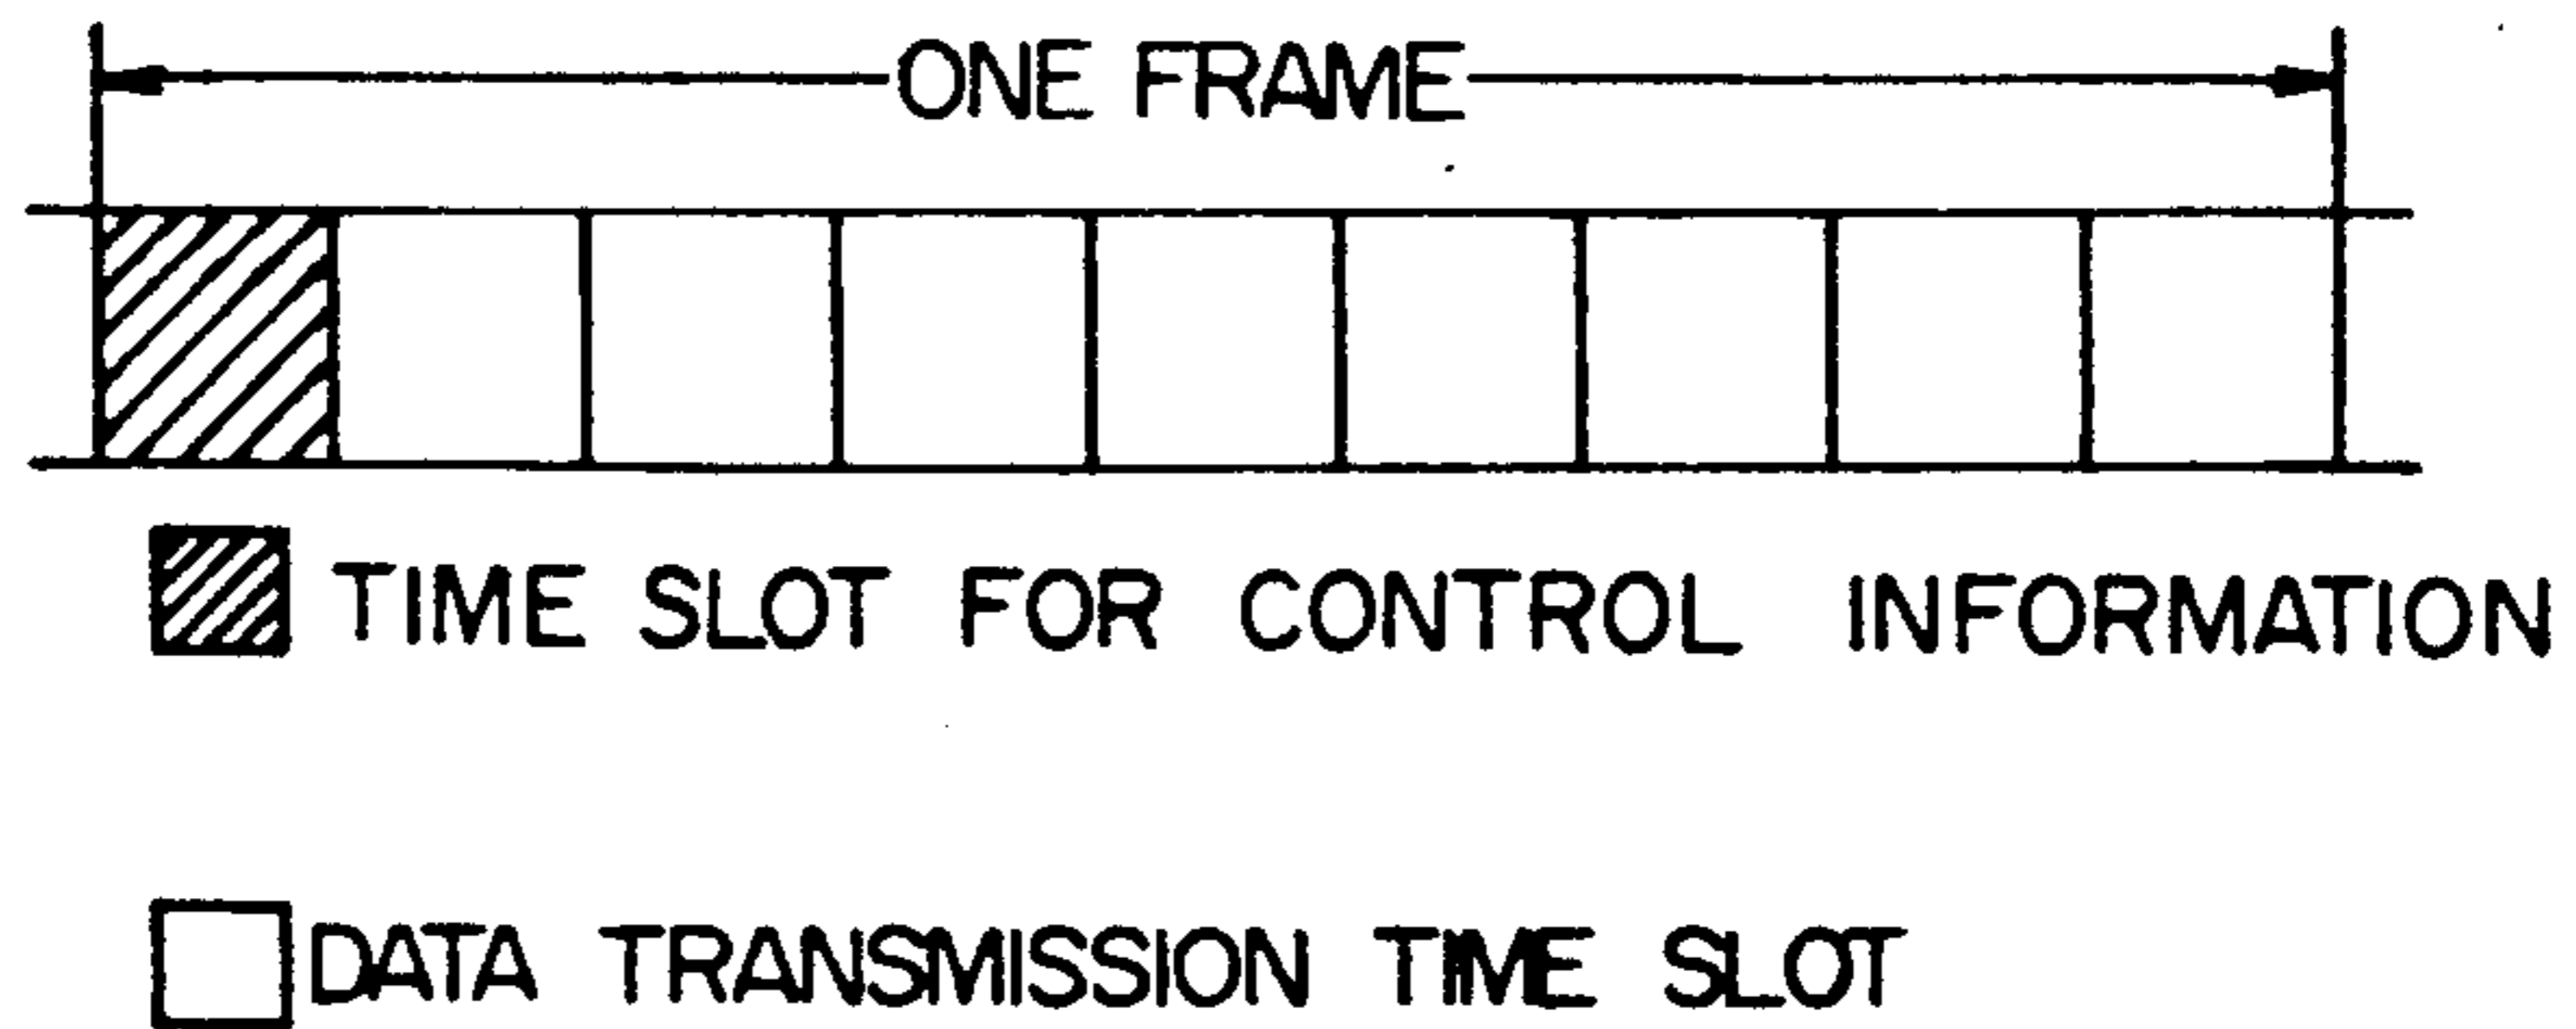 ONE FRAME
TIME SLOT FOR CONTROL INFORMATION
DATA TRANSMISSION TIME SLOT